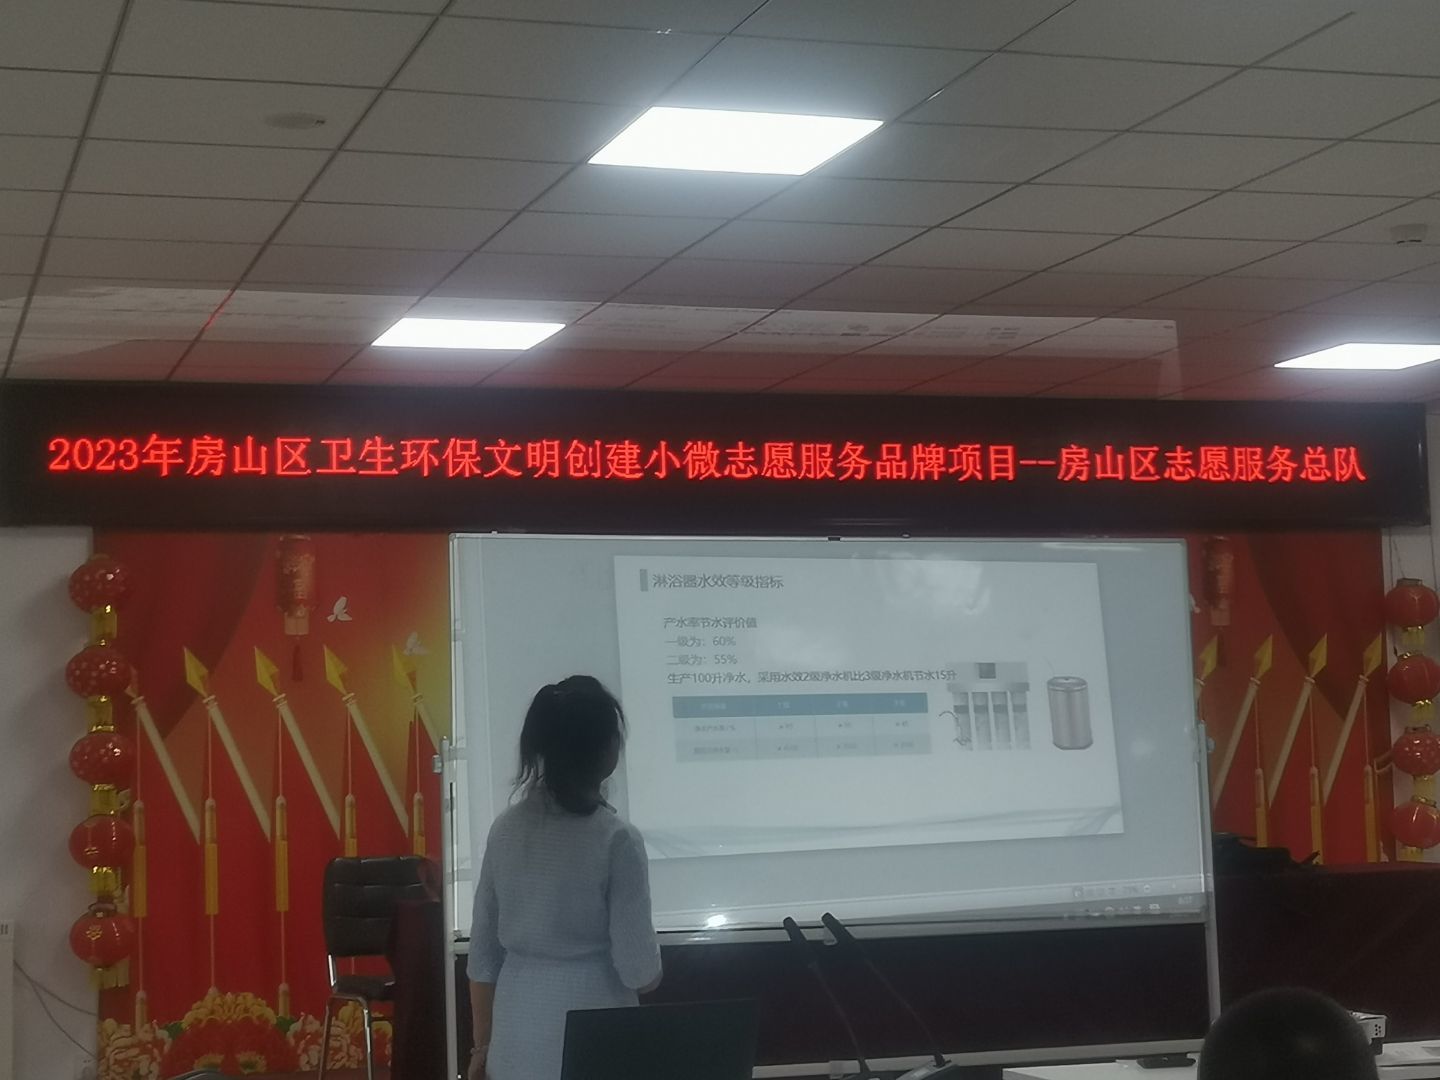 2023年房山区卫生环保文明创建小微志愿服务品牌项目--房山区志愿服务总队
淋浴器水效等级指标
产水率节水评价值
一级为：60%
二级为：55%
生产100升净水，采用水效2级净水机比3级净水机节水15升